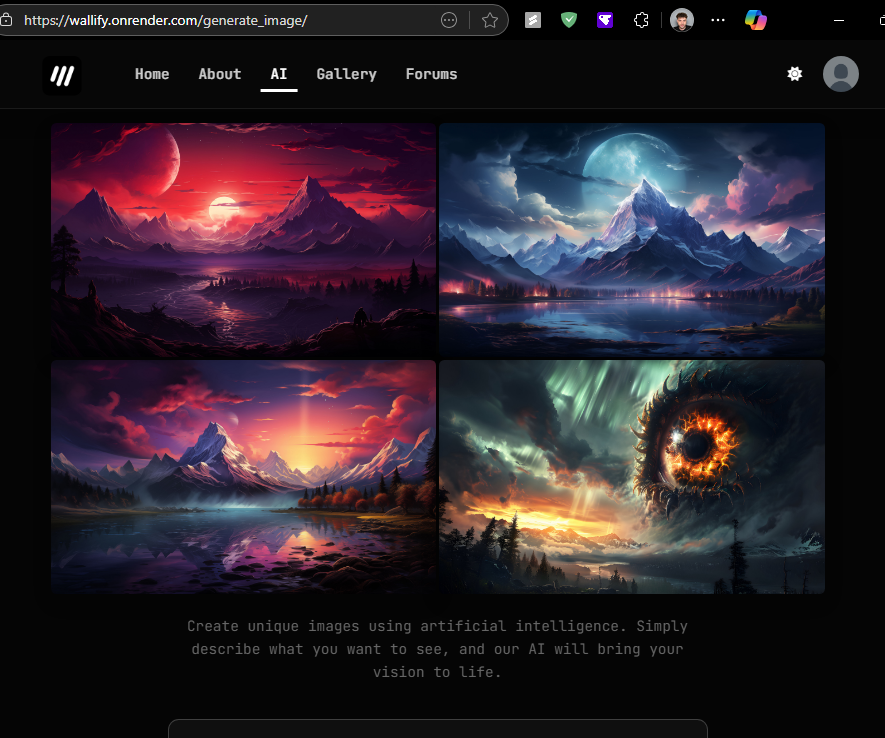 https://wallify.onrender.com/generate_image/
Home About AI Gallery Forums
Create unique images using artificial intelligence. Simply
describe what you want to see, and our AI will bring your
vision to life.